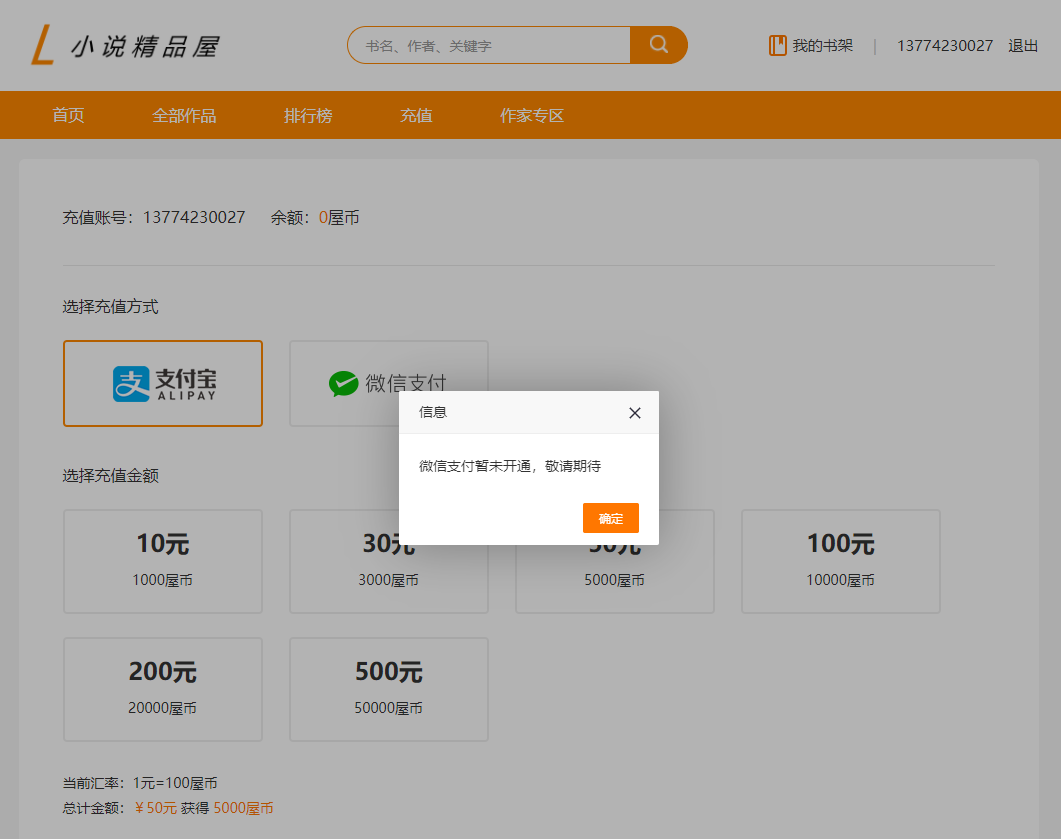 小说精品屋
书名、作者、关键字
我的书架 | 13774230027 退出
首页 全部作品 排行榜 充值 作家专区
充值账号：13774230027 余额：0屋币
选择充值方式
支付宝
ALIPAY
微信支付
信息
微信支付暂未开通，敬请期待
确定
选择充值金额
10元 30元 50元 100元
1000屋币 3000屋币 5000屋币 10000屋币
200元 500元
20000屋币 50000屋币
当前汇率：1元=100屋币
总计金额：￥50元 获得 5000屋币